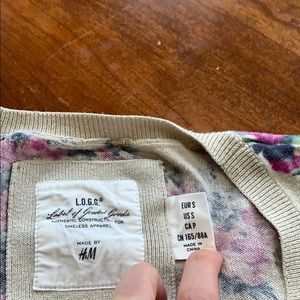 L.O.G.G.®
Label of Graded Goods
AUTHENTIC CONSTRUCTION FOR
TIMELESS APPAREL
MADE BY
H&M
EUR S
US S
CA P
CN 165/88A
MADE IN
CHINA